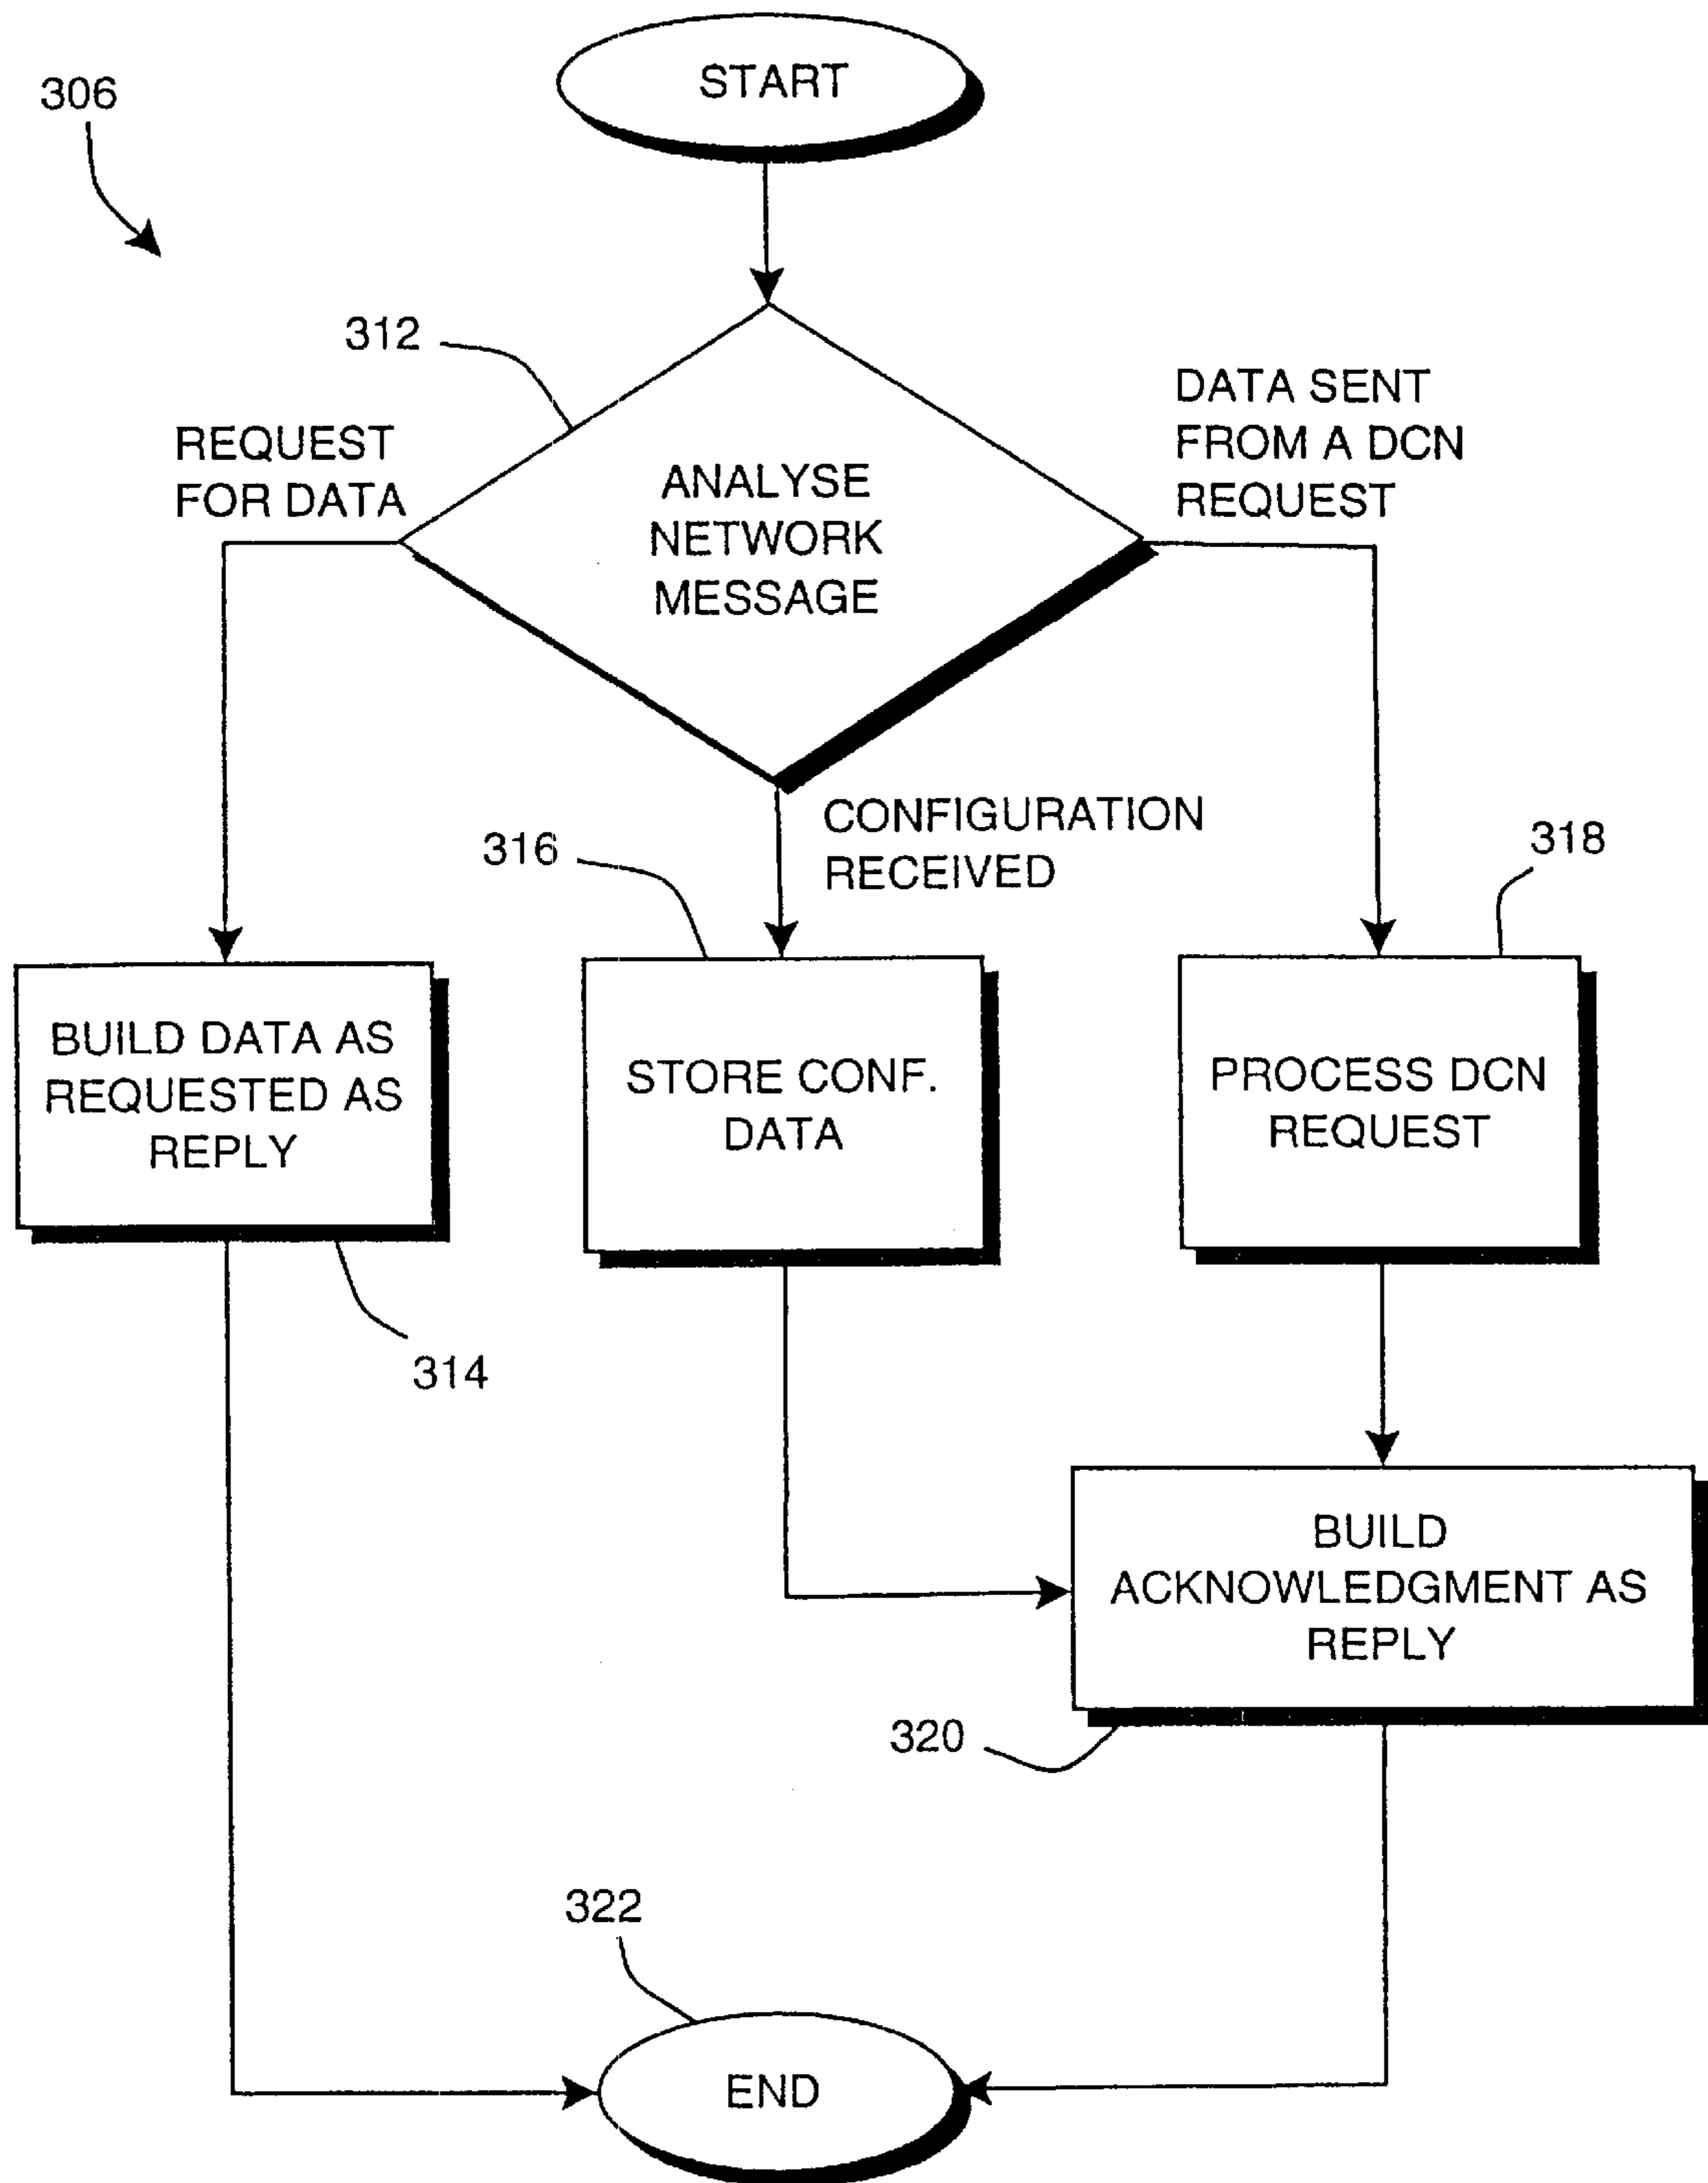 START
306
312
REQUEST
FOR DATA
ANALYSE
NETWORK
MESSAGE
DATA SENT
FROM A DCN
REQUEST
CONFIGURATION
RECEIVED
316
318
BUILD DATA AS
REQUESTED AS
REPLY
STORE CONF.
DATA
PROCESS DCN
REQUEST
314
BUILD
ACKNOWLEDGMENT AS
REPLY
320
322
END